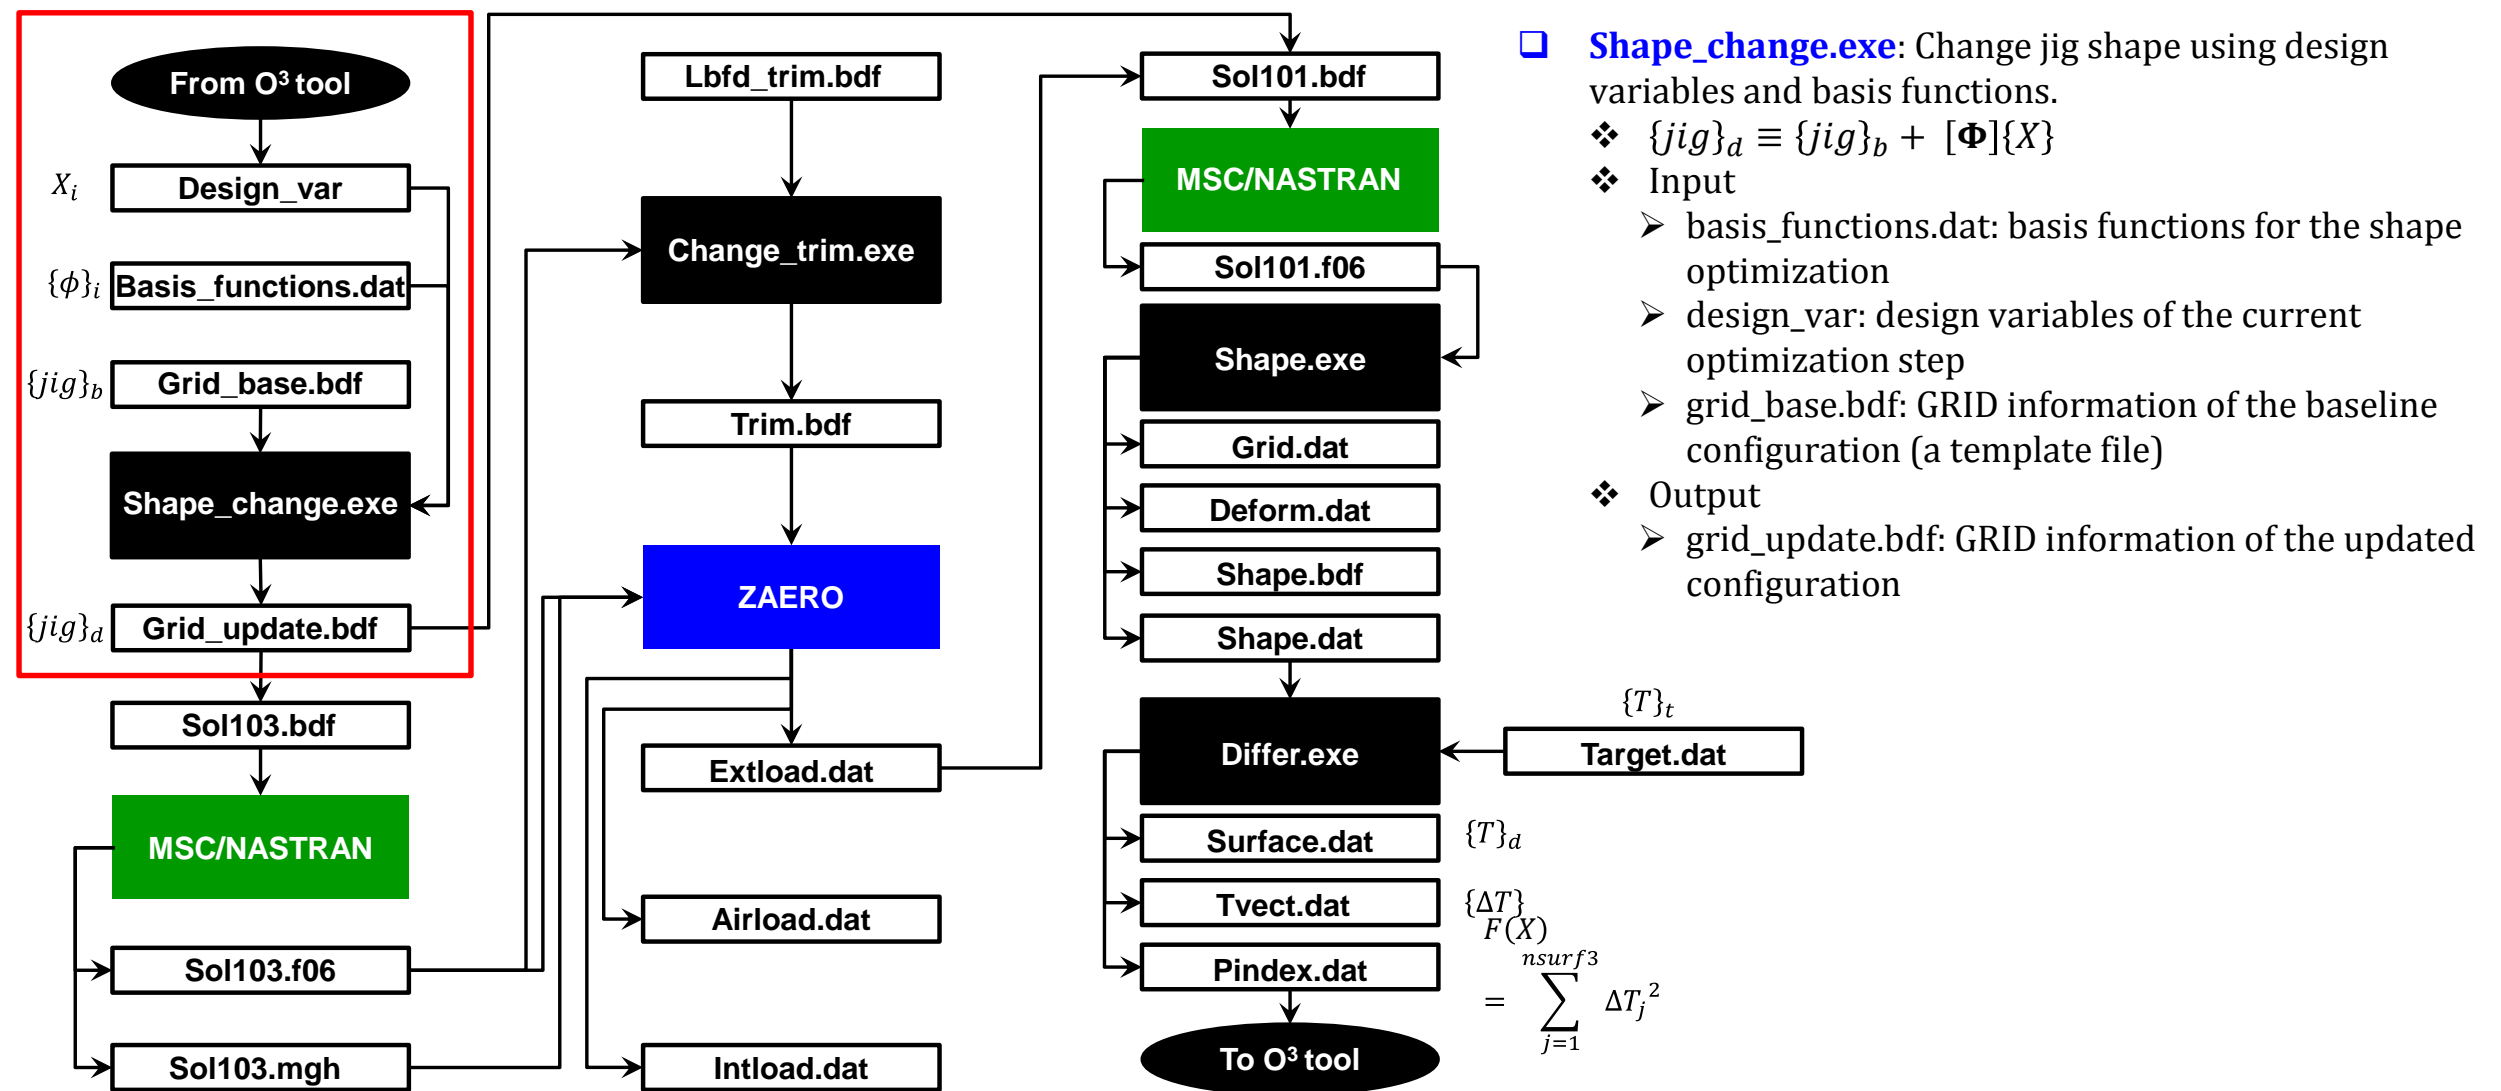 From O³ tool
X_i
Design_var
{ϕ}_i
Basis_functions.dat
{jig}_b
Grid_base.bdf
Shape_change.exe
{jig}_d
Grid_update.bdf
Sol103.bdf
MSC/NASTRAN
Sol103.f06
Sol103.mgh
Lbfd_trim.bdf
Change_trim.exe
Trim.bdf
ZAERO
Extload.dat
Airload.dat
Intload.dat
Sol101.bdf
MSC/NASTRAN
Sol101.f06
Shape.exe
Grid.dat
Deform.dat
Shape.bdf
Shape.dat
Differ.exe
{T}_t
Target.dat
Surface.dat
{T}_d
Tvect.dat
{ΔT}
Pindex.dat
F(X)
= \sum_{j=1}^{nsurf3} ΔT_j²
To O³ tool
❑ Shape_change.exe: Change jig shape using design
variables and basis functions.
❖ {jig}_d ≡ {jig}_b + [Φ]{X}
❖ Input
➢ basis_functions.dat: basis functions for the shape
optimization
➢ design_var: design variables of the current
optimization step
➢ grid_base.bdf: GRID information of the baseline
configuration (a template file)
❖ Output
➢ grid_update.bdf: GRID information of the updated
configuration